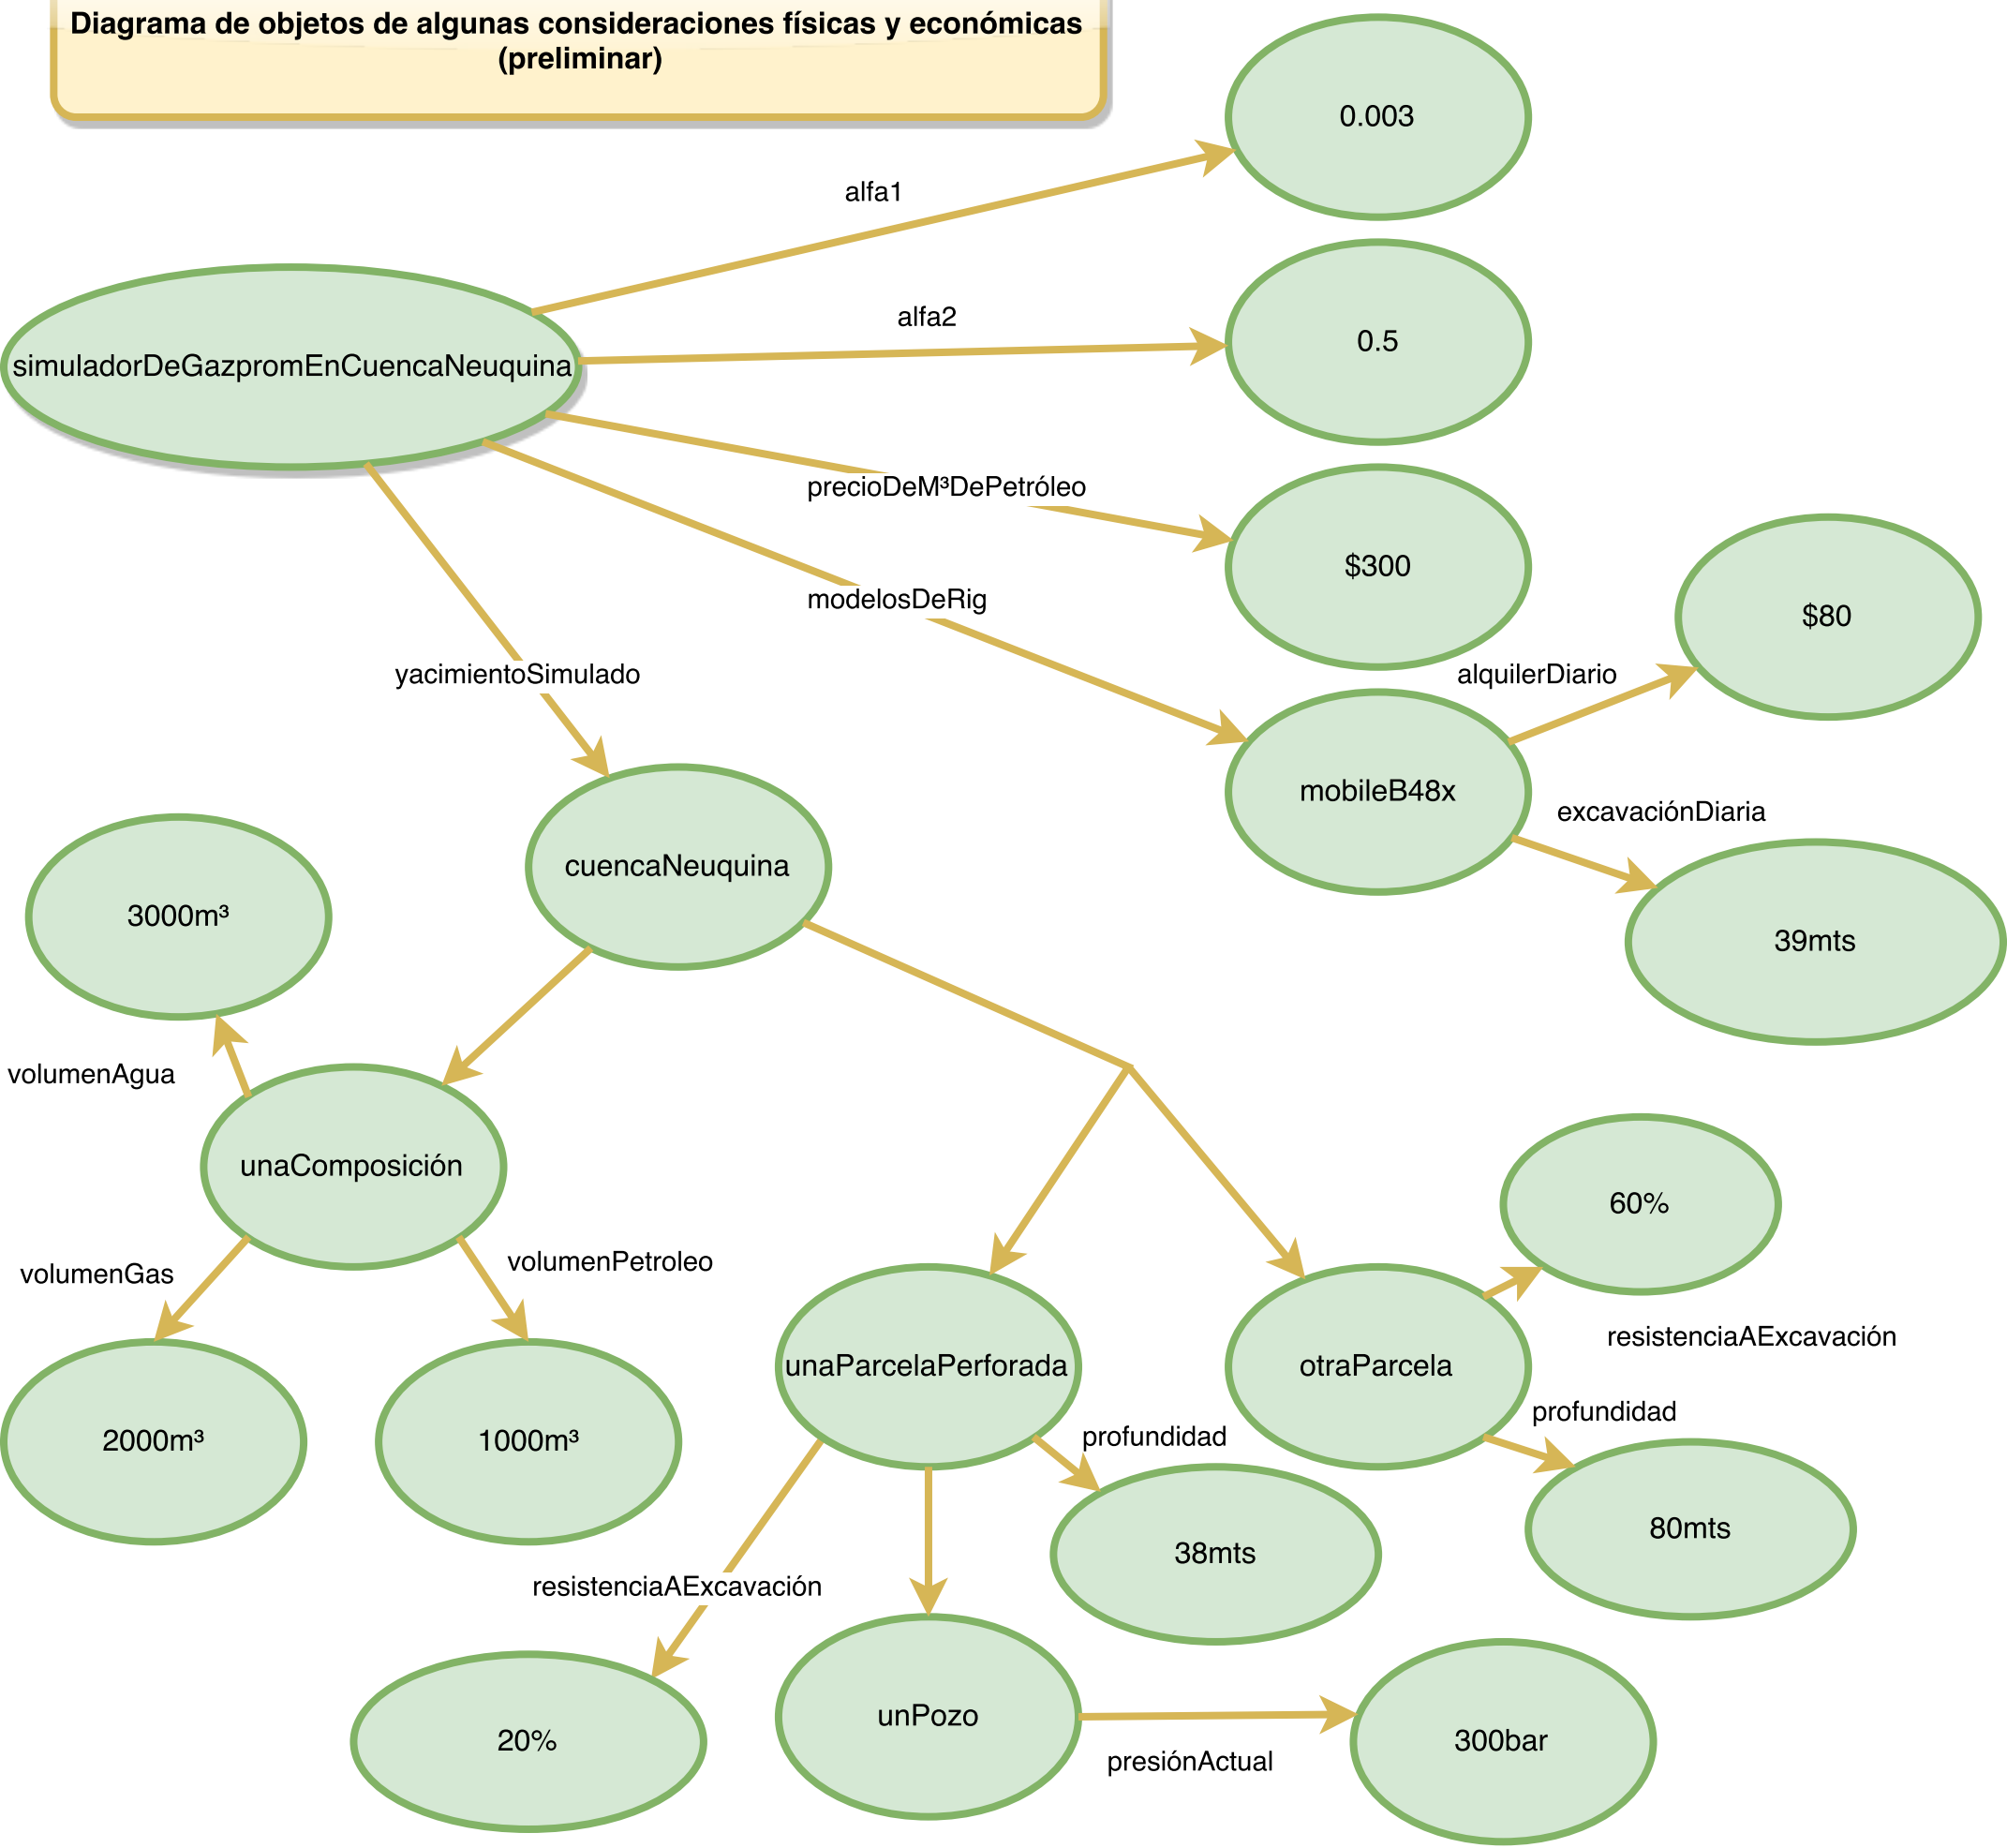 Diagrama de objetos de algunas consideraciones físicas y económicas
(preliminar)
0.003
alfa1
alfa2
0.5
simuladorDeGazpromEnCuencaNeuquina
precioDeM³DePetróleo
$300
modelosDeRig
$80
alquilerDiario
yacimientoSimulado
mobileB48x
excavaciónDiaria
cuencaNeuquina
3000m³
39mts
volumenAgua
unaComposición
60%
volumenGas
volumenPetroleo
resistenciaAExcavación
unaParcelaPerforada
otraParcela
profundidad
profundidad
2000m³
1000m³
80mts
38mts
resistenciaAExcavación
unPozo
20%
300bar
presiónActual